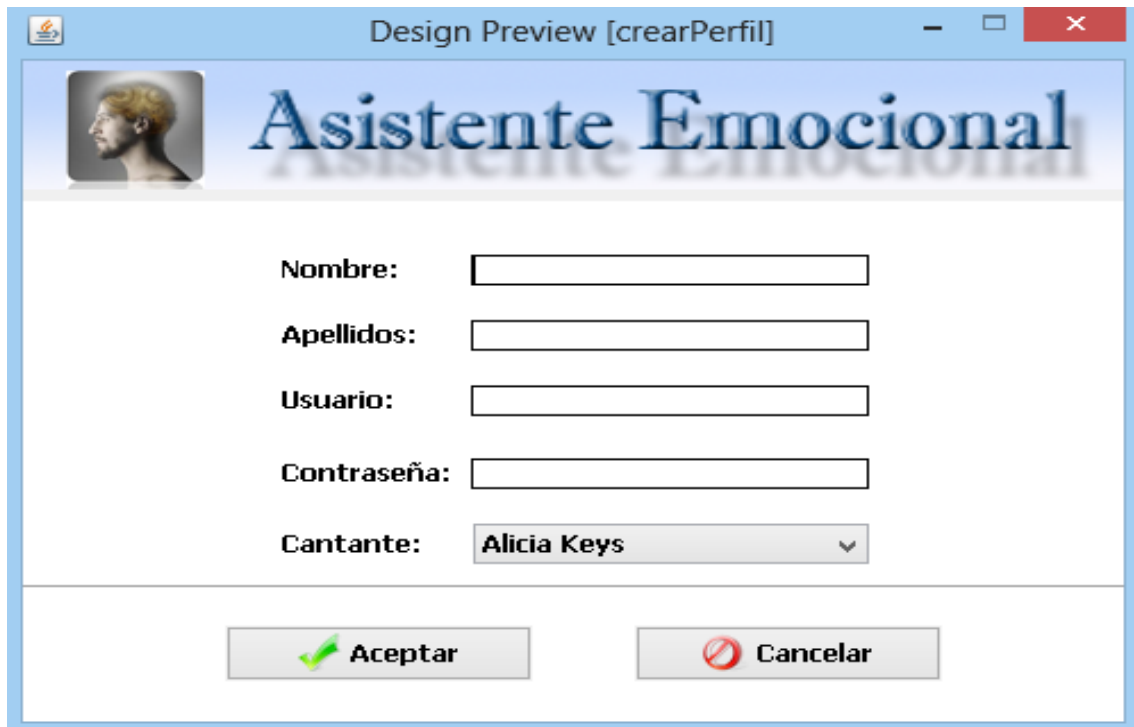 Design Preview [crearPerfil]
Asistente Emocional
Nombre:
Apellidos:
Usuario:
Contraseña:
Cantante: Alicia Keys
Aceptar Cancelar